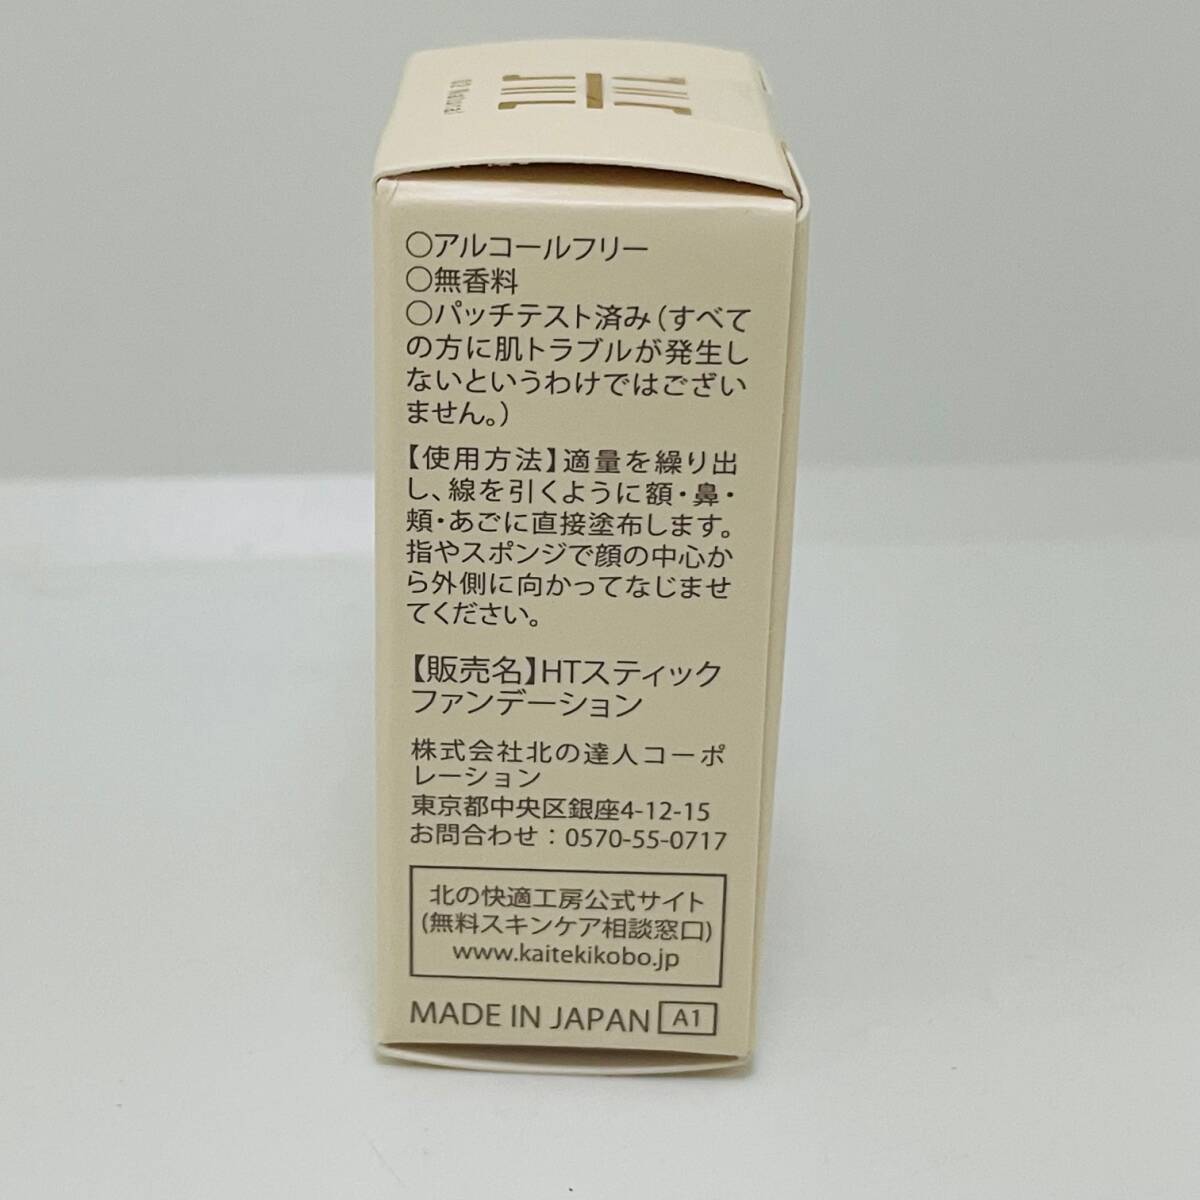 02 Natural
○アルコールフリー
○無香料
○パッチテスト済み(すべて
の方に肌トラブルが発生し
ないというわけではござい
ません。)
【使用方法】適量を繰り出
し、線を引くように額・鼻・
頬・あごに直接塗布します。
指やスポンジで顔の中心か
ら外側に向かってなじませ
てください。
【販売名】HTスティック
ファンデーション
株式会社北の達人コーポ
レーション
東京都中央区銀座4-12-15
お問合わせ：0570-55-0717
北の快適工房公式サイト
(無料スキンケア相談窓口)
www.kaitekikobo.jp
MADE IN JAPAN A1